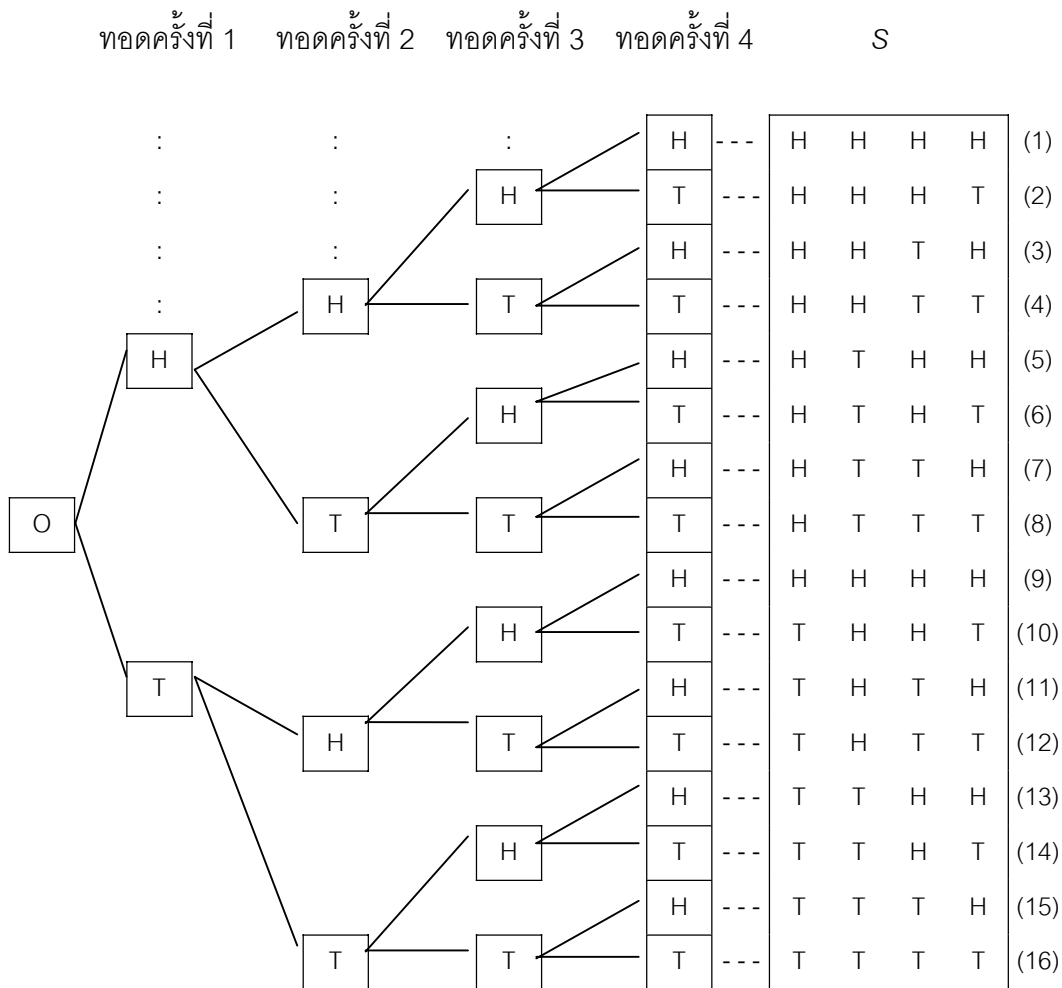 ทอดครั้งที่ 1 ทอดครั้งที่ 2 ทอดครั้งที่ 3 ทอดครั้งที่ 4 S
: : : H --- H H H H (1)
: : H T --- H H H T (2)
: : H --- H H T H (3)
: H T T --- H H T T (4)
H H --- H T H H (5)
H T --- H T H T (6)
H --- H T T H (7)
O T T T --- H T T T (8)
H --- H H H H (9)
H T --- T H H T (10)
T H --- T H T H (11)
H T T --- T H T T (12)
H --- T T H H (13)
H T --- T T H T (14)
H --- T T T H (15)
T T T --- T T T T (16)